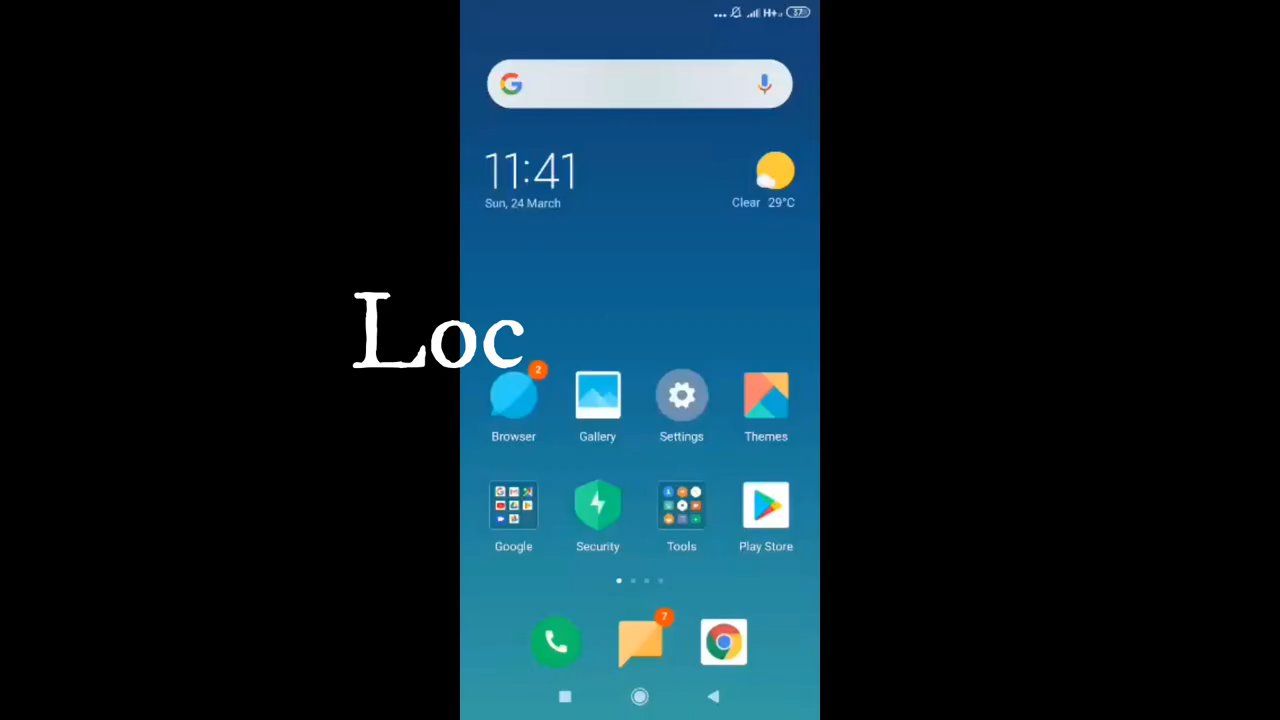 H+ 37
11:41
Sun, 24 March
Clear 29°C
Loc
2
Browser Gallery Settings Themes
Google Security Tools Play Store
7